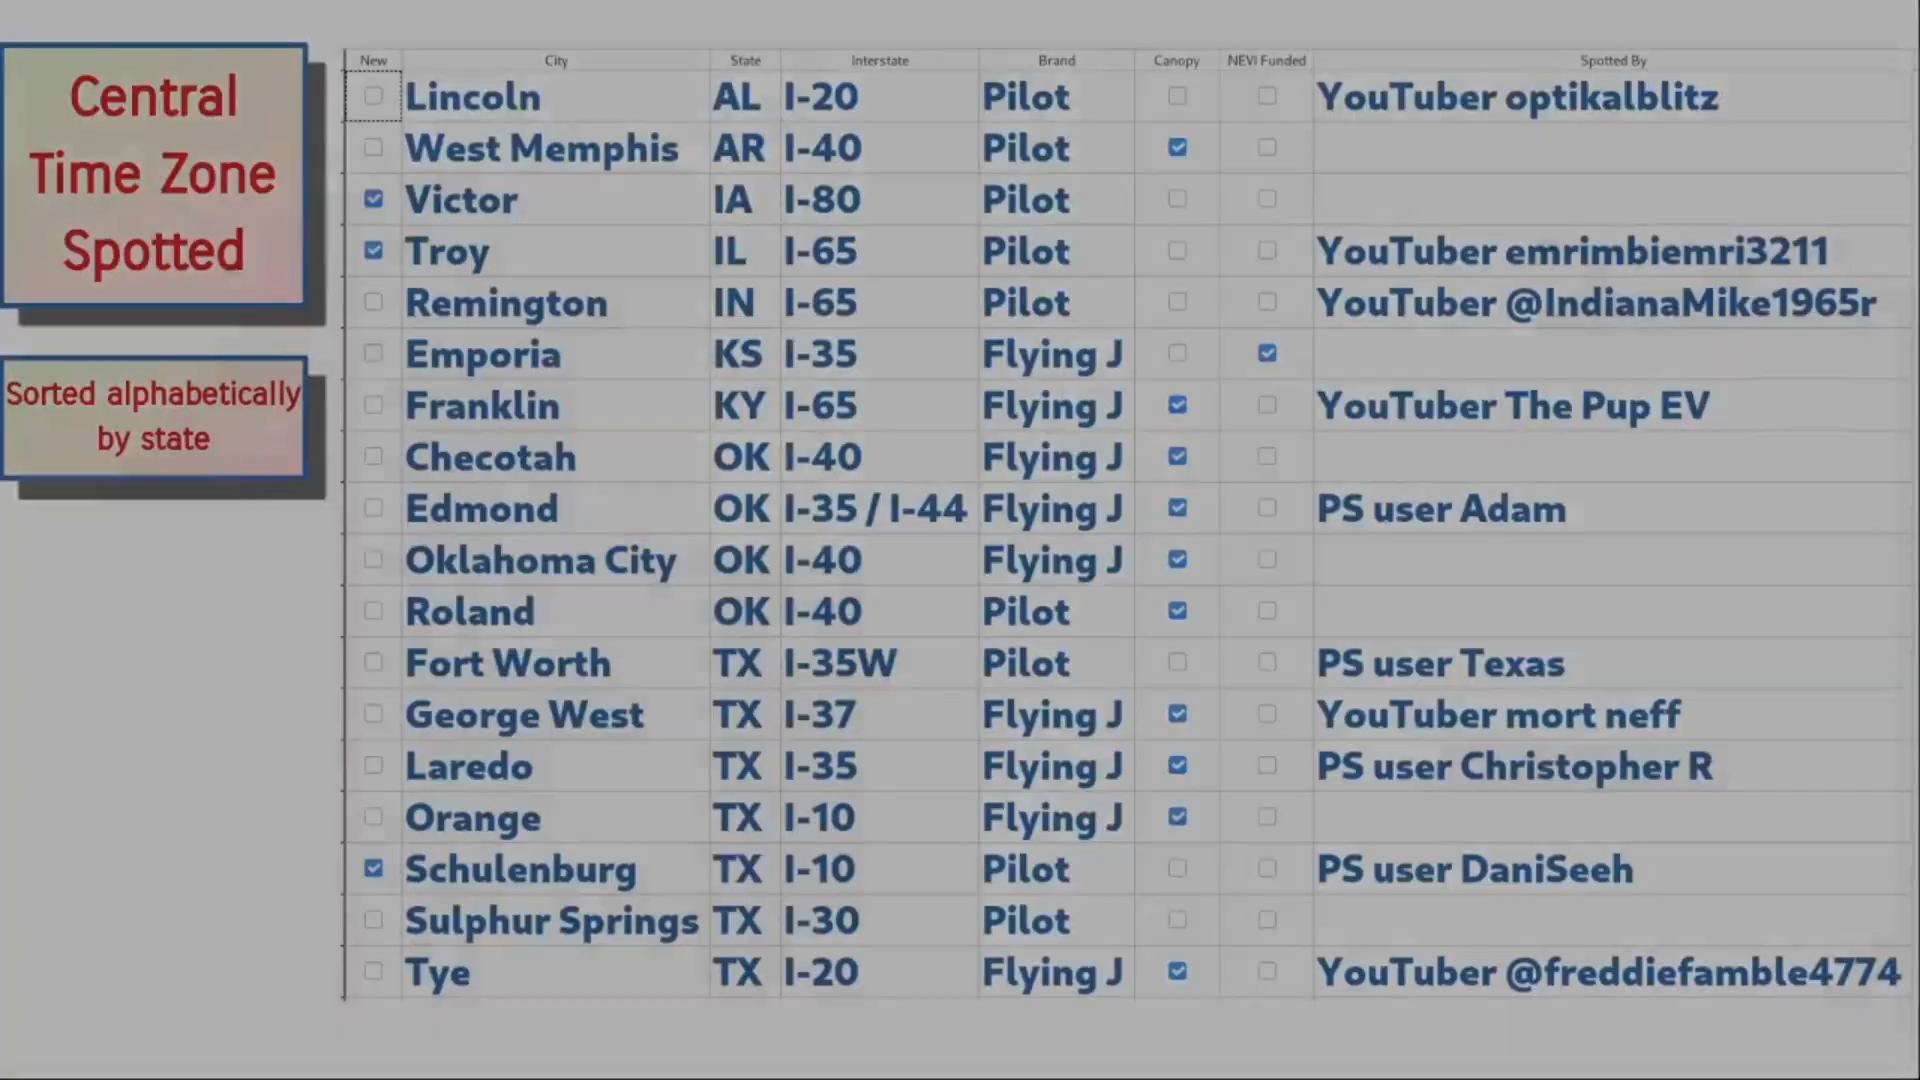 Central
Time Zone
Spotted
Sorted alphabetically
by state
New City State Interstate Brand Canopy NEVI Funded Spotted By
Lincoln AL I-20 Pilot YouTuber optikalblitz
West Memphis AR I-40 Pilot
Victor IA I-80 Pilot
Troy IL I-65 Pilot YouTuber emrimbiemri3211
Remington IN I-65 Pilot YouTuber @IndianaMike1965r
Emporia KS I-35 Flying J
Franklin KY I-65 Flying J YouTuber The Pup EV
Checotah OK I-40 Flying J
Edmond OK I-35 / I-44 Flying J PS user Adam
Oklahoma City OK I-40 Flying J
Roland OK I-40 Pilot
Fort Worth TX I-35W Pilot PS user Texas
George West TX I-37 Flying J YouTuber mort neff
Laredo TX I-35 Flying J PS user Christopher R
Orange TX I-10 Flying J
Schulenburg TX I-10 Pilot PS user DaniSeeh
Sulphur Springs TX I-30 Pilot
Tye TX I-20 Flying J YouTuber @freddiefamble4774